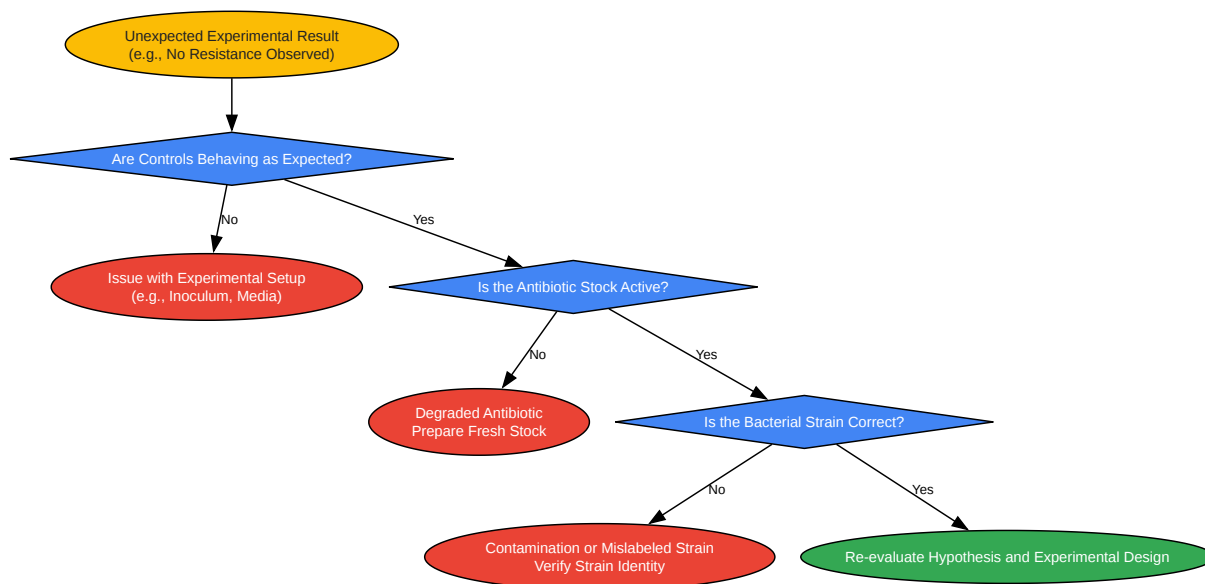 Unexpected Experimental Result
(e.g., No Resistance Observed)
Are Controls Behaving as Expected?
No
Yes
Issue with Experimental Setup
(e.g., Inoculum, Media)
Is the Antibiotic Stock Active?
No
Yes
Degraded Antibiotic
Prepare Fresh Stock
Is the Bacterial Strain Correct?
No
Yes
Contamination or Mislabeled Strain
Verify Strain Identity
Re-evaluate Hypothesis and Experimental Design